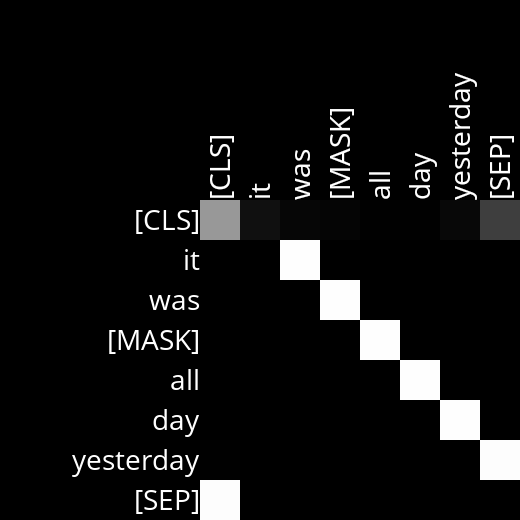 [CLS] it was [MASK] all day yesterday [SEP]
[CLS]
it
was
[MASK]
all
day
yesterday
[SEP]